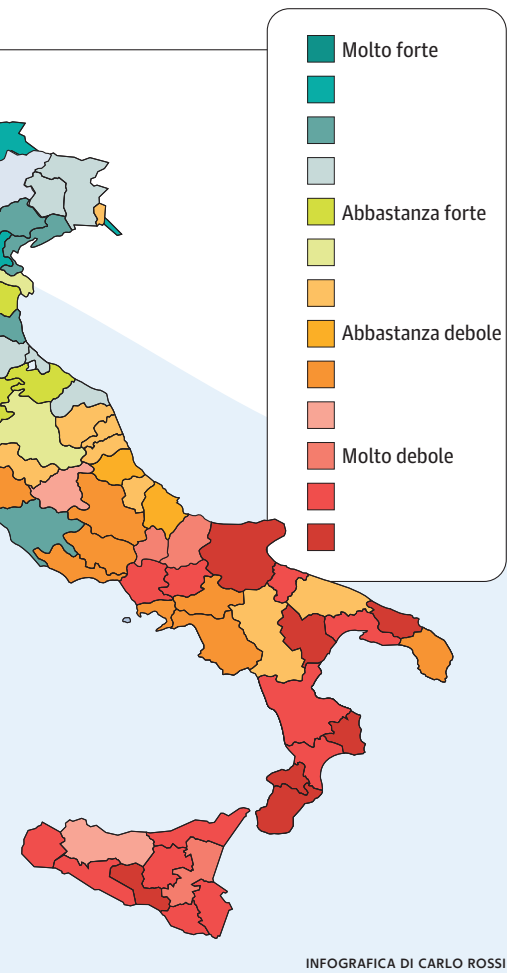 Molto forte
Abbastanza forte
Abbastanza debole
Molto debole
INFOGRAFICA DI CARLO ROSSI